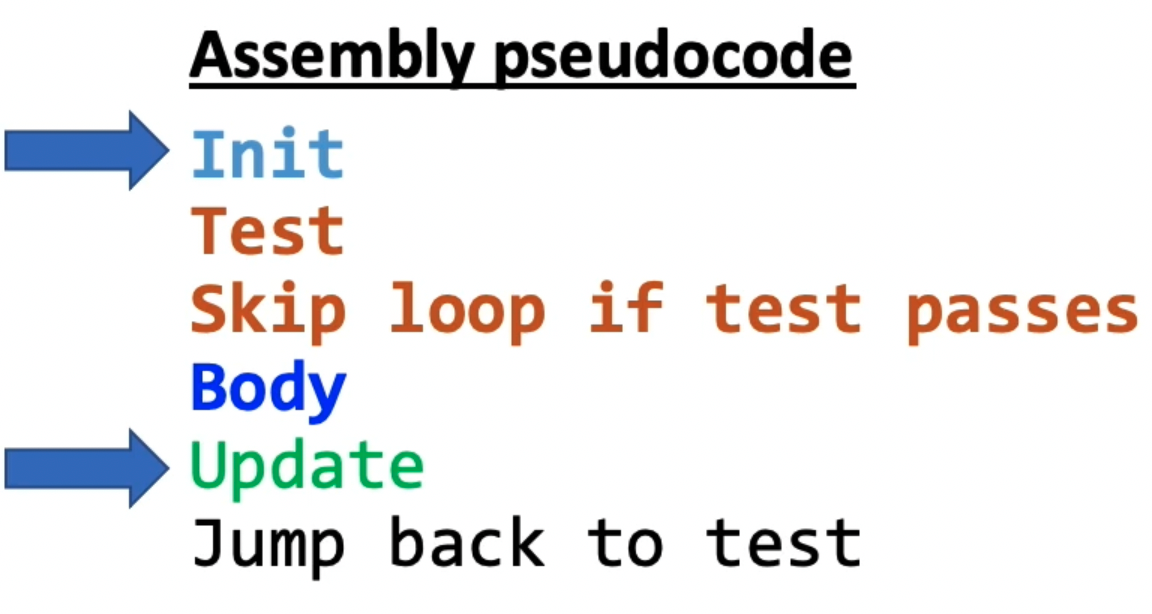 Assembly pseudocode
Init
Test
Skip loop if test passes
Body
Update
Jump back to test